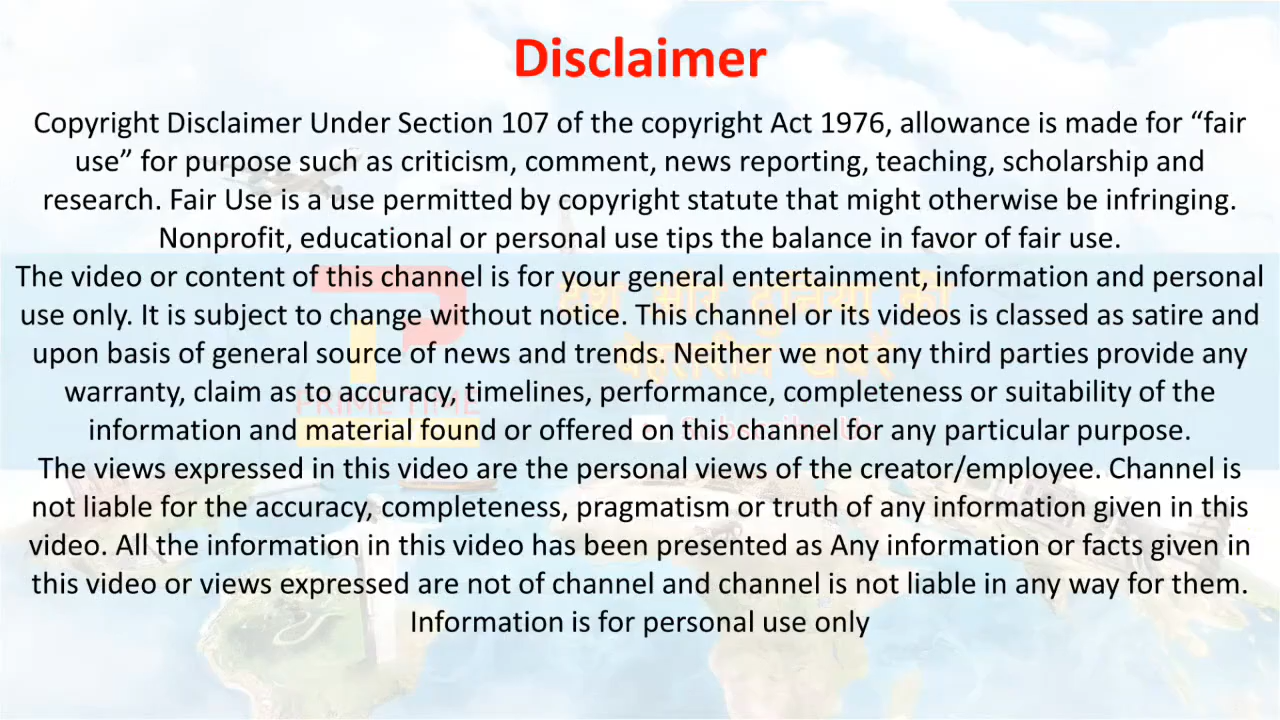 Disclaimer
Copyright Disclaimer Under Section 107 of the copyright Act 1976, allowance is made for “fair
use” for purpose such as criticism, comment, news reporting, teaching, scholarship and
research. Fair Use is a use permitted by copyright statute that might otherwise be infringing.
Nonprofit, educational or personal use tips the balance in favor of fair use.
The video or content of this channel is for your general entertainment, information and personal
use only. It is subject to change without notice. This channel or its videos is classed as satire and
upon basis of general source of news and trends. Neither we not any third parties provide any
warranty, claim as to accuracy, timelines, performance, completeness or suitability of the
information and material found or offered on this channel for any particular purpose.
The views expressed in this video are the personal views of the creator/employee. Channel is
not liable for the accuracy, completeness, pragmatism or truth of any information given in this
video. All the information in this video has been presented as Any information or facts given in
this video or views expressed are not of channel and channel is not liable in any way for them.
Information is for personal use only
देश और दुनिया की
बेहतरीन खबरें
PRIME TIME
Subscribe Us